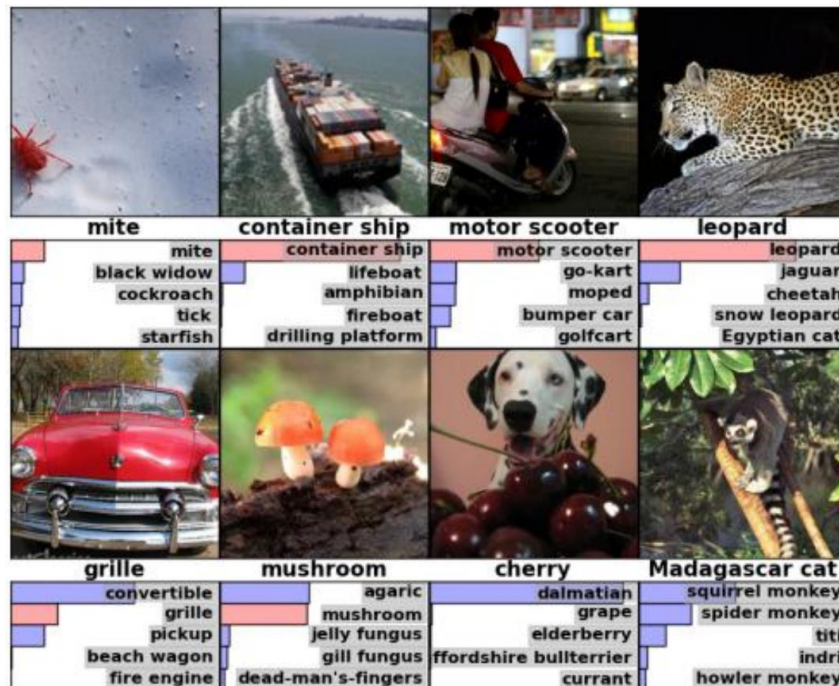 mite
container ship
motor scooter
leopard
mite
black widow
cockroach
tick
starfish
container ship
lifeboat
amphibian
fireboat
drilling platform
motor scooter
go-kart
moped
bumper car
golfcart
leopard
jaguar
cheetah
snow leopard
Egyptian cat
grille
mushroom
cherry
Madagascar cat
convertible
grille
pickup
beach wagon
fire engine
agaric
mushroom
jelly fungus
gill fungus
dead-man's-fingers
dalmatian
grape
elderberry
ffordshire bullterrier
currant
squirrel monkey
spider monkey
titi
indri
howler monkey